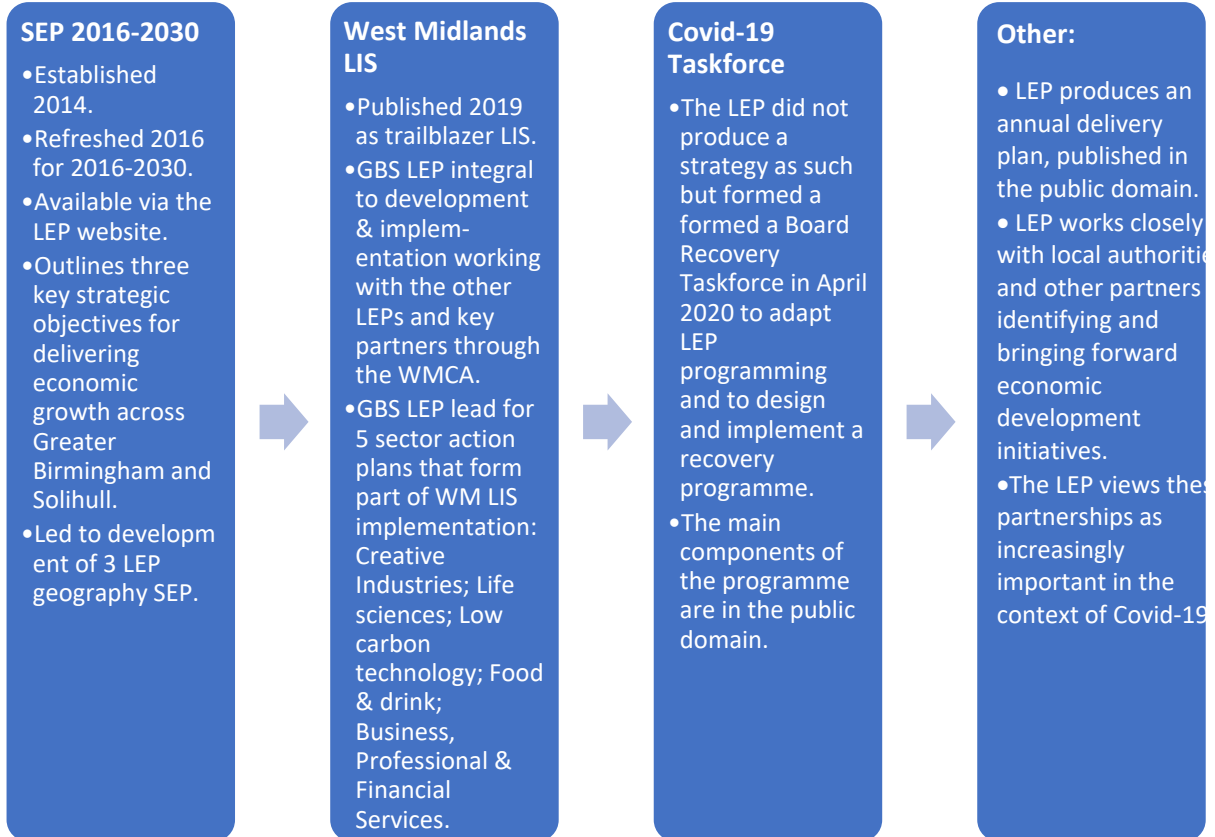 SEP 2016-2030
•Established
2014.
•Refreshed 2016
for 2016-2030.
•Available via the
LEP website.
•Outlines three
key strategic
objectives for
delivering
economic
growth across
Greater
Birmingham and
Solihull.
•Led to developm
ent of 3 LEP
geography SEP.
West Midlands
LIS
•Published 2019
as trailblazer LIS.
•GBS LEP integral
to development
& implem-
entation working
with the other
LEPs and key
partners through
the WMCA.
•GBS LEP lead for
5 sector action
plans that form
part of WM LIS
implementation:
Creative
Industries; Life
sciences; Low
carbon
technology; Food
& drink;
Business,
Professional &
Financial
Services.
Covid-19
Taskforce
•The LEP did not
produce a
strategy as such
but formed a
formed a Board
Recovery
Taskforce in April
2020 to adapt
LEP
programming
and to design
and implement a
recovery
programme.
•The main
components of
the programme
are in the public
domain.
Other:
• LEP produces an
annual delivery
plan, published in
the public domain.
• LEP works closely
with local authoritie
and other partners
identifying and
bringing forward
economic
development
initiatives.
•The LEP views thes
partnerships as
increasingly
important in the
context of Covid-19